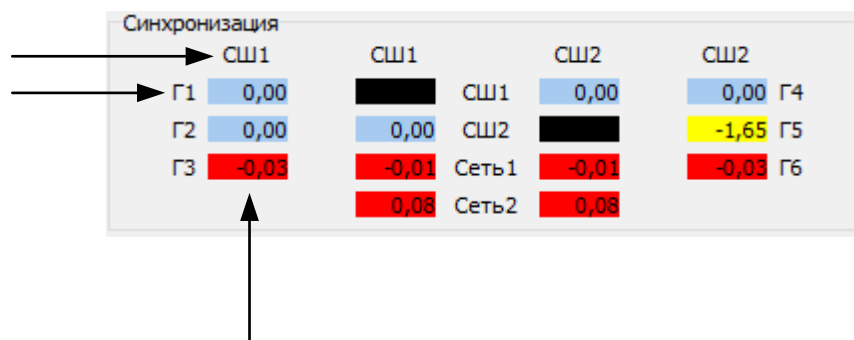 Синхронизация
СШ1 СШ1 СШ2 СШ2
Г1 0,00 СШ1 0,00 0,00 Г4
Г2 0,00 0,00 СШ2 -1,65 Г5
Г3 -0,03 -0,01 Сеть1 -0,01 -0,03 Г6
0,08 Сеть2 0,08